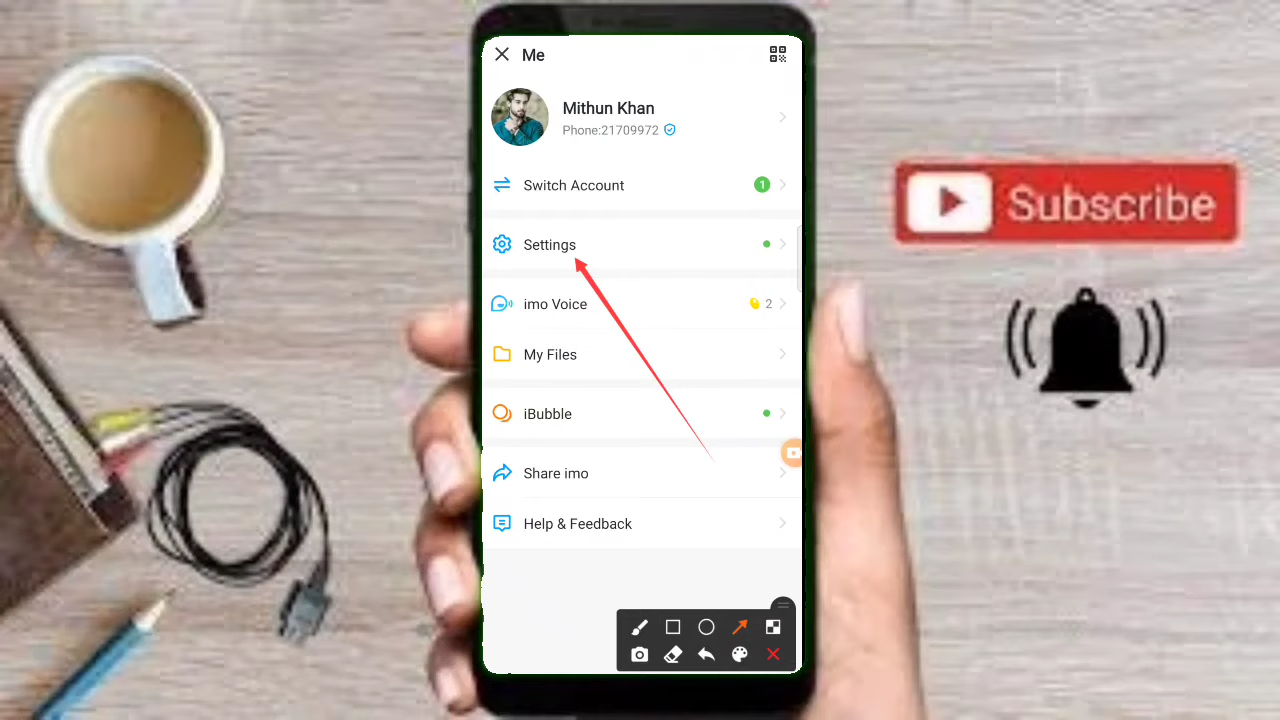 Me
Mithun Khan
Phone:21709972
Switch Account 1
Settings
imo Voice 2
My Files
iBubble
Share imo
Help & Feedback
Subscribe